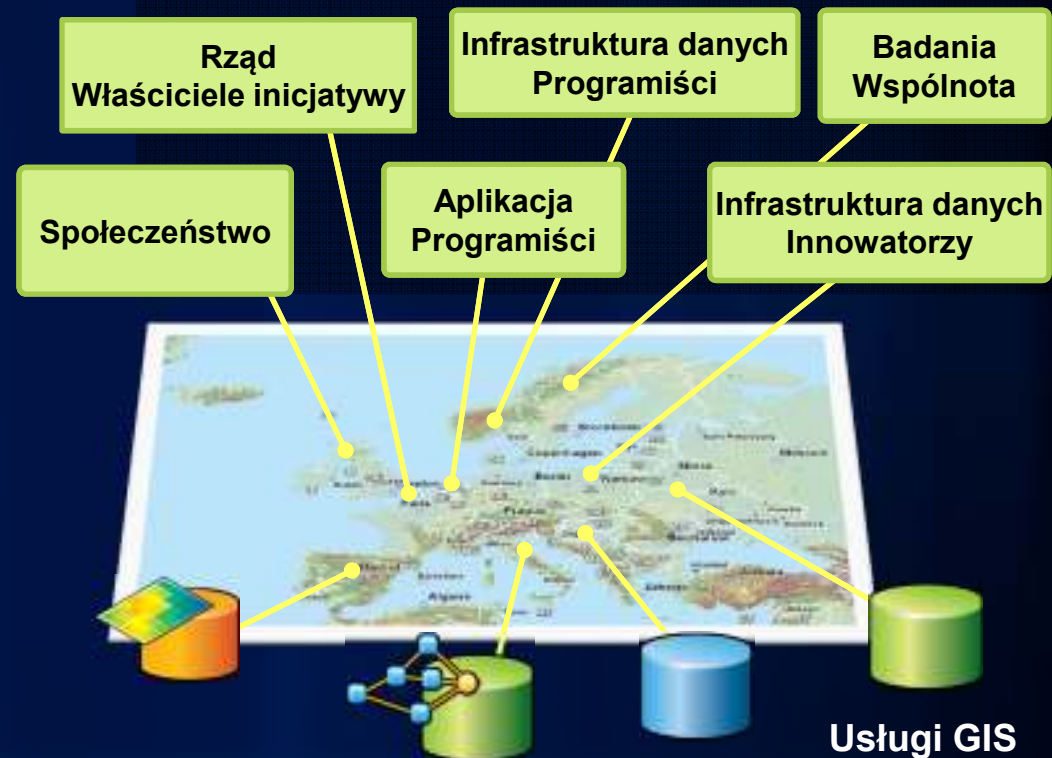 Rząd
Właściciele inicjatywy
Infrastruktura danych
Programiści
Badania
Wspólnota
Społeczeństwo
Aplikacja
Programiści
Infrastruktura danych
Innowatorzy
Usługi GIS